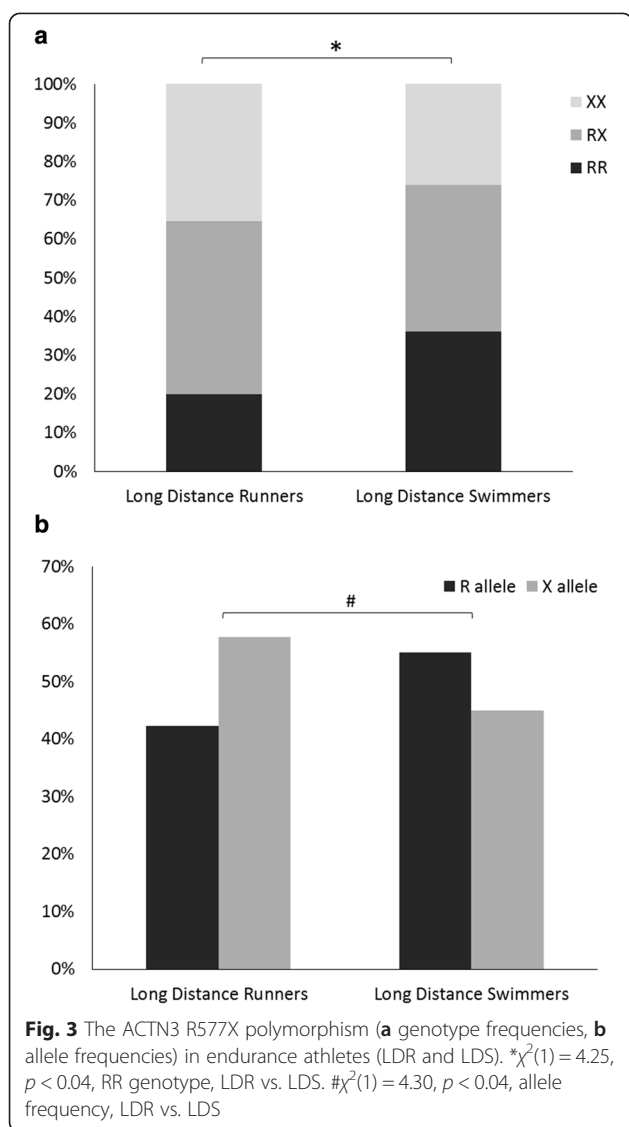 a
*
100%
90%
80%
70%
60%
50%
40%
30%
20%
10%
0%
XX
RX
RR
Long Distance Runners
Long Distance Swimmers
b
70%
60%
50%
40%
30%
20%
10%
0%
R allele
X allele
#
Long Distance Runners
Long Distance Swimmers
Fig. 3 The ACTN3 R577X polymorphism (a genotype frequencies, b
allele frequencies) in endurance athletes (LDR and LDS). *χ²(1) = 4.25,
p < 0.04, RR genotype, LDR vs. LDS. #χ²(1) = 4.30, p < 0.04, allele
frequency, LDR vs. LDS